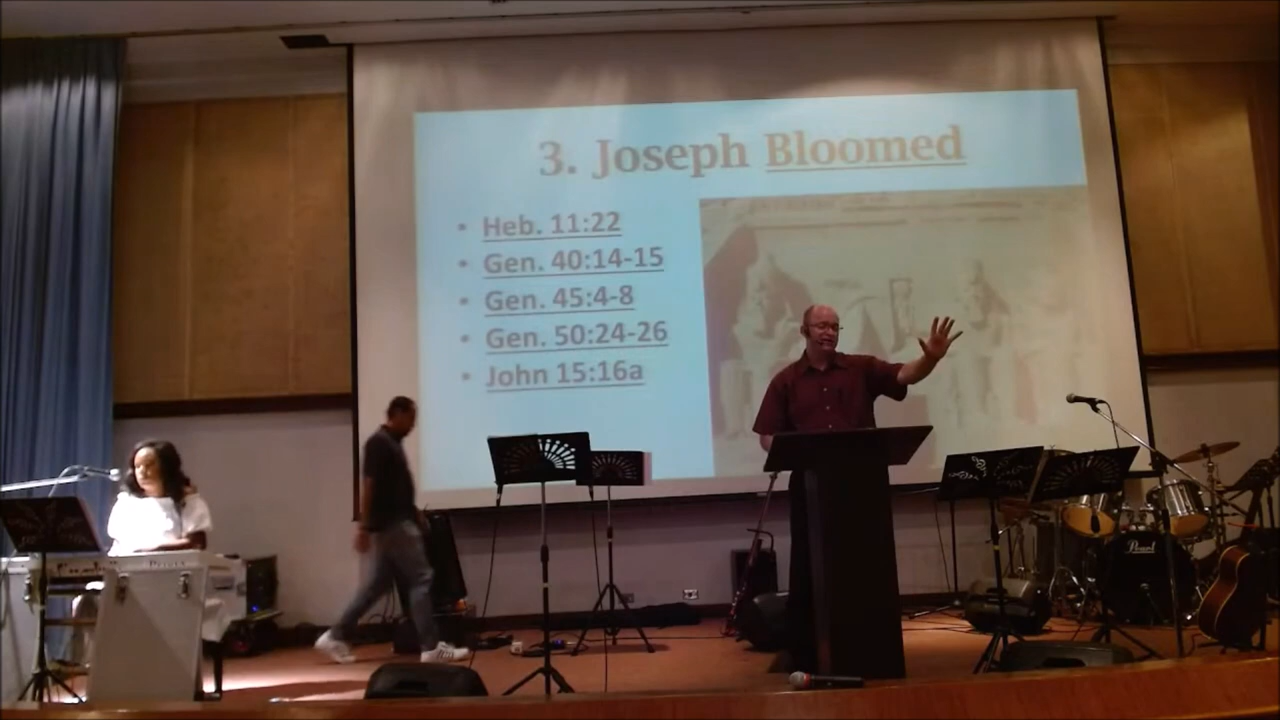 3. Joseph Bloomed
• Heb. 11:22
• Gen. 40:14-15
• Gen. 45:4-8
• Gen. 50:24-26
• John 15:16a
Pearl